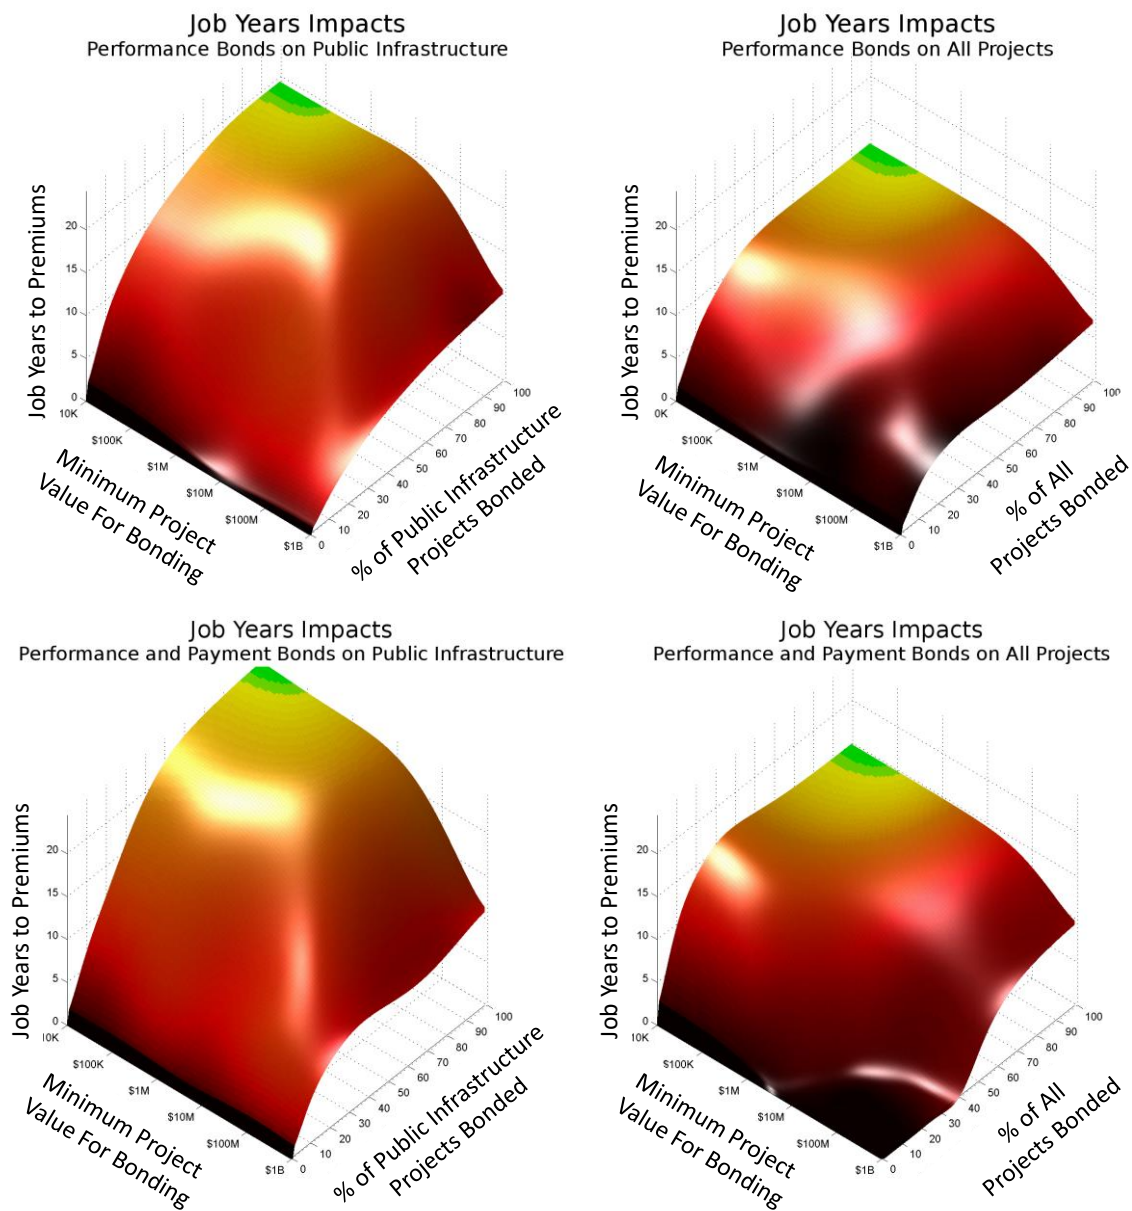 Job Years Impacts
Performance Bonds on Public Infrastructure
Job Years to Premiums
20
15
10
5
0
10K
$100K
$1M
$10M
$100M
$1B
Minimum Project
Value For Bonding
0
10
20
30
40
50
60
70
80
90
100
% of Public Infrastructure
Projects Bonded
Job Years Impacts
Performance Bonds on All Projects
Job Years to Premiums
20
15
10
5
0
0K
$100K
$1M
$10M
$100M
$1B
Minimum Project
Value For Bonding
0
10
20
30
40
50
60
70
80
90
100
% of All
Projects Bonded
Job Years Impacts
Performance and Payment Bonds on Public Infrastructure
Job Years to Premiums
20
15
10
5
0
10K
$100K
$1M
$10M
$100M
$1B
Minimum Project
Value For Bonding
0
10
20
30
40
50
60
70
80
90
100
% of Public Infrastructure
Projects Bonded
Job Years Impacts
Performance and Payment Bonds on All Projects
Job Years to Premiums
20
15
10
5
0
10K
$100K
$1M
$10M
$100M
$1B
Minimum Project
Value For Bonding
0
10
20
30
40
50
60
70
80
90
100
% of All
Projects Bonded